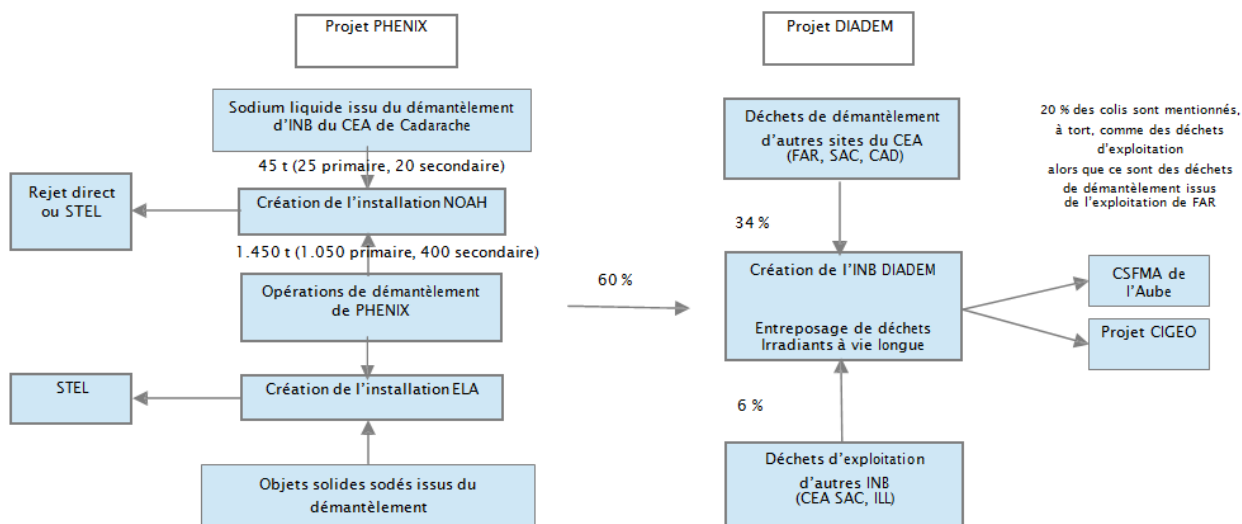 Projet PHENIX
Sodium liquide issu du démantèlement
d'INB du CEA de Cadarache
45 t (25 primaire, 20 secondaire)
Rejet direct
ou STEL
Création de l'installation NOAH
1.450 t (1.050 primaire, 400 secondaire)
Opérations de démantèlement
de PHENIX
60 %
STEL
Création de l'installation ELA
Objets solides sodés issus du
démantèlement
Projet DIADEM
Déchets de démantèlement
d'autres sites du CEA
(FAR, SAC, CAD)
34 %
Création de l'INB DIADEM
Entreposage de déchets
Irradiants à vie longue
6 %
Déchets d'exploitation
d'autres INB
(CEA SAC, ILL)
20 % des colis sont mentionnés,
à tort, comme des déchets
d'exploitation
alors que ce sont des déchets
de démantèlement issus
de l'exploitation de FAR
CSFMA de
l'Aube
Projet CIGEO